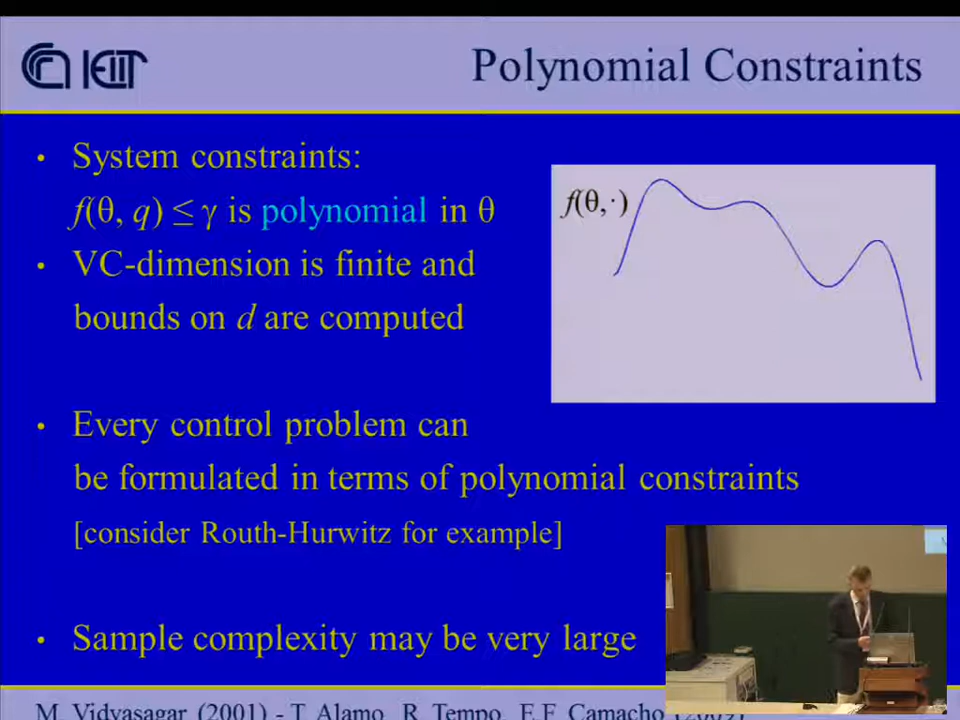 CNR IEIIT
Polynomial Constraints
• System constraints:
f(θ, q) ≤ γ is polynomial in θ
f(θ,·)
• VC-dimension is finite and
bounds on d are computed
• Every control problem can
be formulated in terms of polynomial constraints
[consider Routh-Hurwitz for example]
• Sample complexity may be very large
M. Vidyasagar (2001) - T. Alamo, R. Tempo, E.F. Camacho (2009)